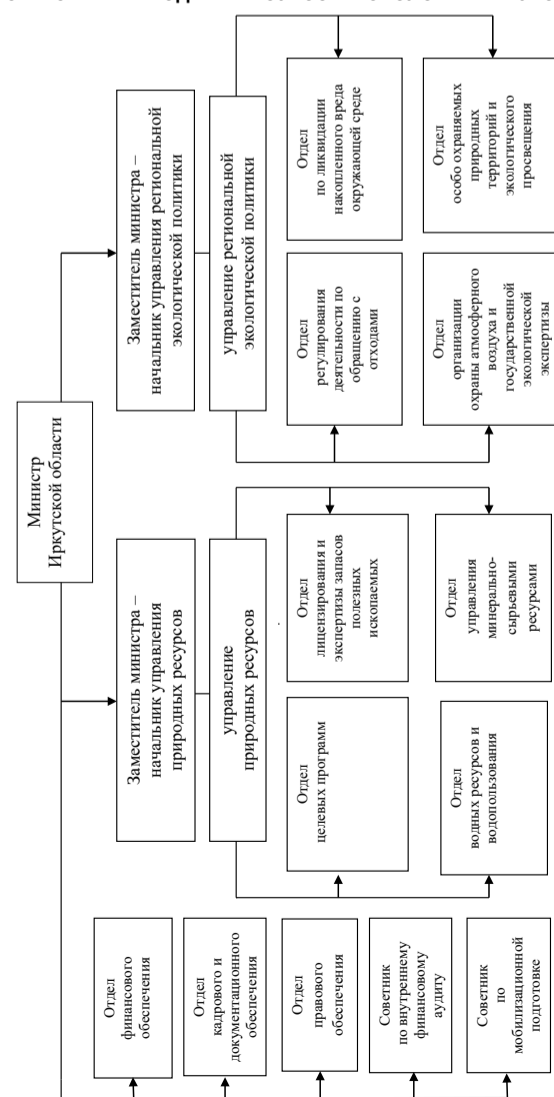 Министр
Иркутской области
Заместитель министра –
начальник управления
природных ресурсов
Заместитель министра –
начальник управления региональной
экологической политики
управление
природных ресурсов
управление региональной
экологической политики
Отдел
финансового
обеспечения
Отдел
кадрового и
документационного
обеспечения
Отдел
правового
обеспечения
Советник
по внутреннему
финансовому
аудиту
Советник
по
мобилизационной
подготовке
Отдел
целевых программ
Отдел
лицензирования и
экспертизы запасов
полезных
ископаемых
Отдел
водных ресурсов и
водопользования
Отдел
управления
минерально-
сырьевыми
ресурсами
Отдел
регулирования
деятельности по
обращению с
отходами
Отдел
по ликвидации
накопленного вреда
окружающей среде
Отдел
организации
охраны атмосферного
воздуха и
государственной
экологической
экспертизы
Отдел
особо охраняемых
природных
территорий и
экологического
просвещения